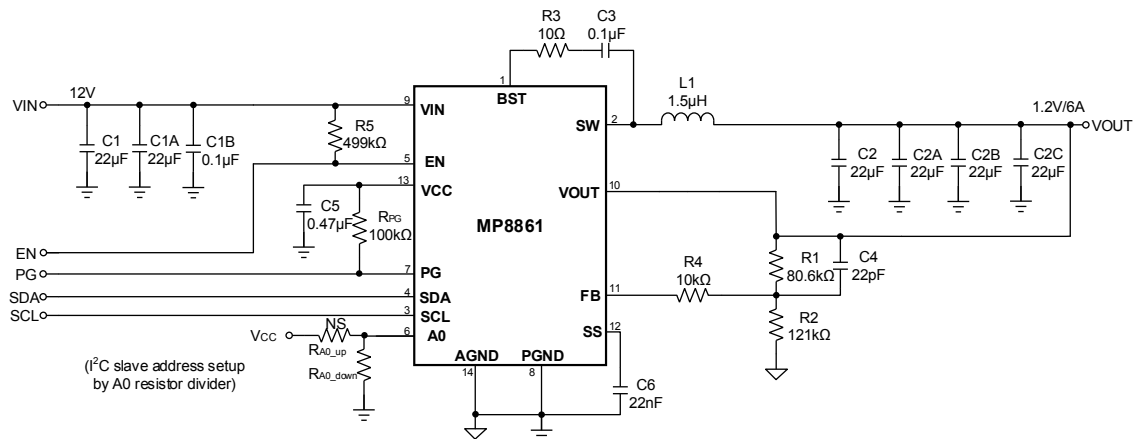 R3
10Ω
C3
0.1µF
1
BST
L1
1.5µH
VIN
12V
9
VIN
SW
2
1.2V/6A
VOUT
C1
22µF
C1A
22µF
C1B
0.1µF
R5
499kΩ
5
EN
C2
22µF
C2A
22µF
C2B
22µF
C2C
22µF
13
VCC
VOUT
10
C5
0.47µF
RPG
100kΩ
MP8861
EN
PG
7
PG
R4
10kΩ
R1
80.6kΩ
C4
22pF
SDA
4
SDA
FB
11
SCL
3
SCL
R2
121kΩ
VCC
NS
6
A0
SS
12
RA0_up
RA0_down
AGND
PGND
14
8
C6
22nF
(I²C slave address setup
by A0 resistor divider)